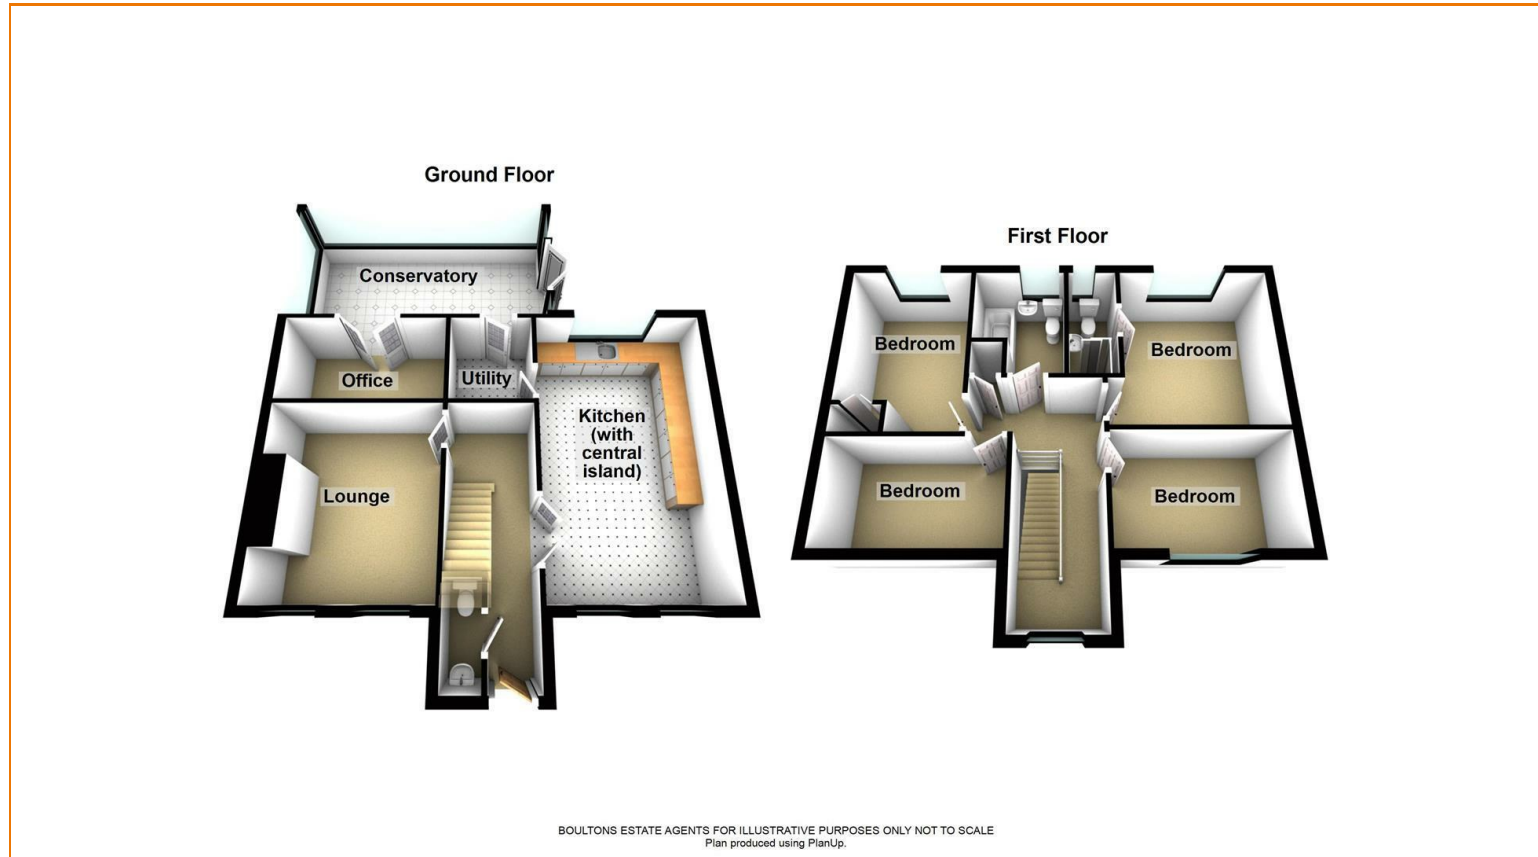 Ground Floor
Conservatory
Office
Utility
Kitchen
(with
central
island)
Lounge
First Floor
Bedroom
Bedroom
Bedroom
Bedroom
BOULTONS ESTATE AGENTS FOR ILLUSTRATIVE PURPOSES ONLY NOT TO SCALE
Plan produced using PlanUp.